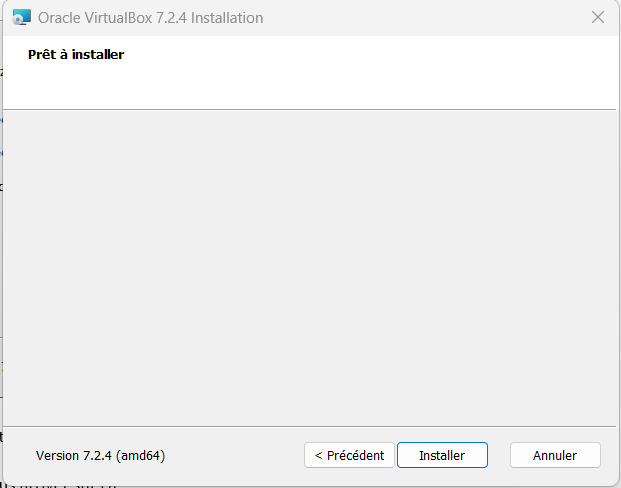 Oracle VirtualBox 7.2.4 Installation
Prêt à installer
Version 7.2.4 (amd64)
< Précédent
Installer
Annuler